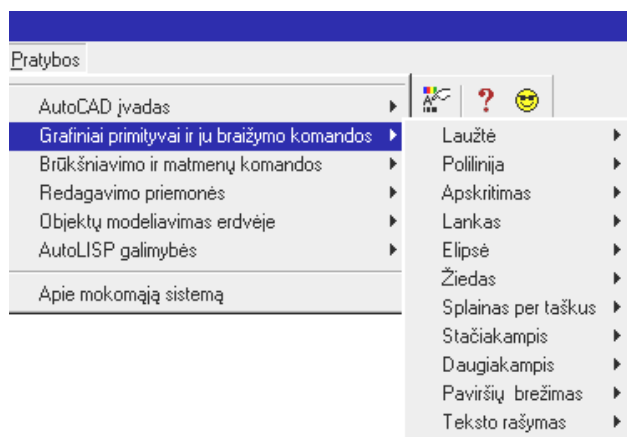 Pratybos
AutoCAD įvadas
Grafiniai primityvai ir ju braižymo komandos
Brūkšniavimo ir matmenų komandos
Redagavimo priemonės
Objektų modeliavimas erdvėje
AutoLISP galimybės
Apie mokomąją sistemą
?
Laužtė
Polilinija
Apskritimas
Lankas
Elipsė
Žiedas
Splainas per taškus
Stačiakampis
Daugiakampis
Paviršių brežimas
Teksto rašymas